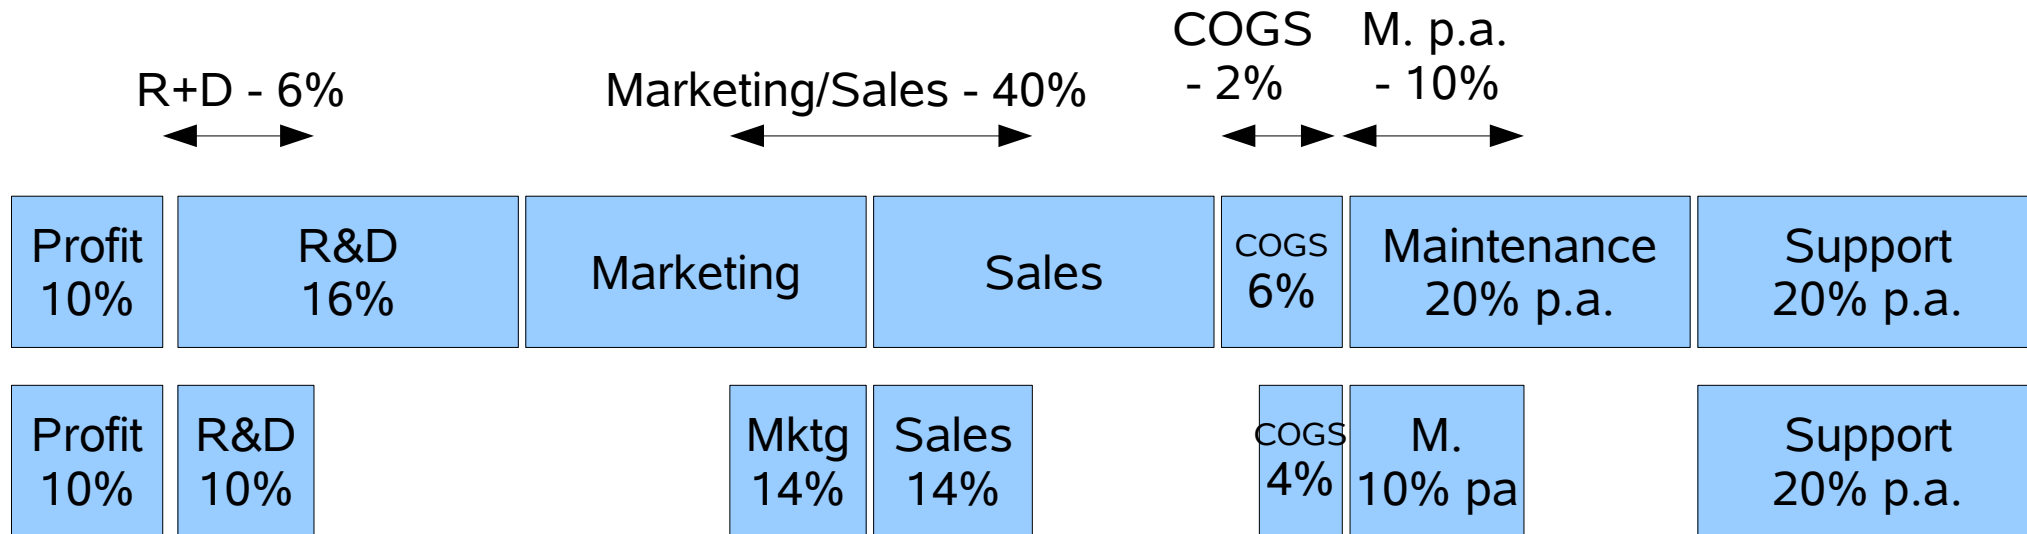 R+D - 6%
Marketing/Sales - 40%
COGS
- 2%
M. p.a.
- 10%
Profit
10%
R&D
16%
Marketing
Sales
COGS
6%
Maintenance
20% p.a.
Support
20% p.a.
Profit
10%
R&D
10%
Mktg
14%
Sales
14%
COGS
4%
M.
10% pa
Support
20% p.a.